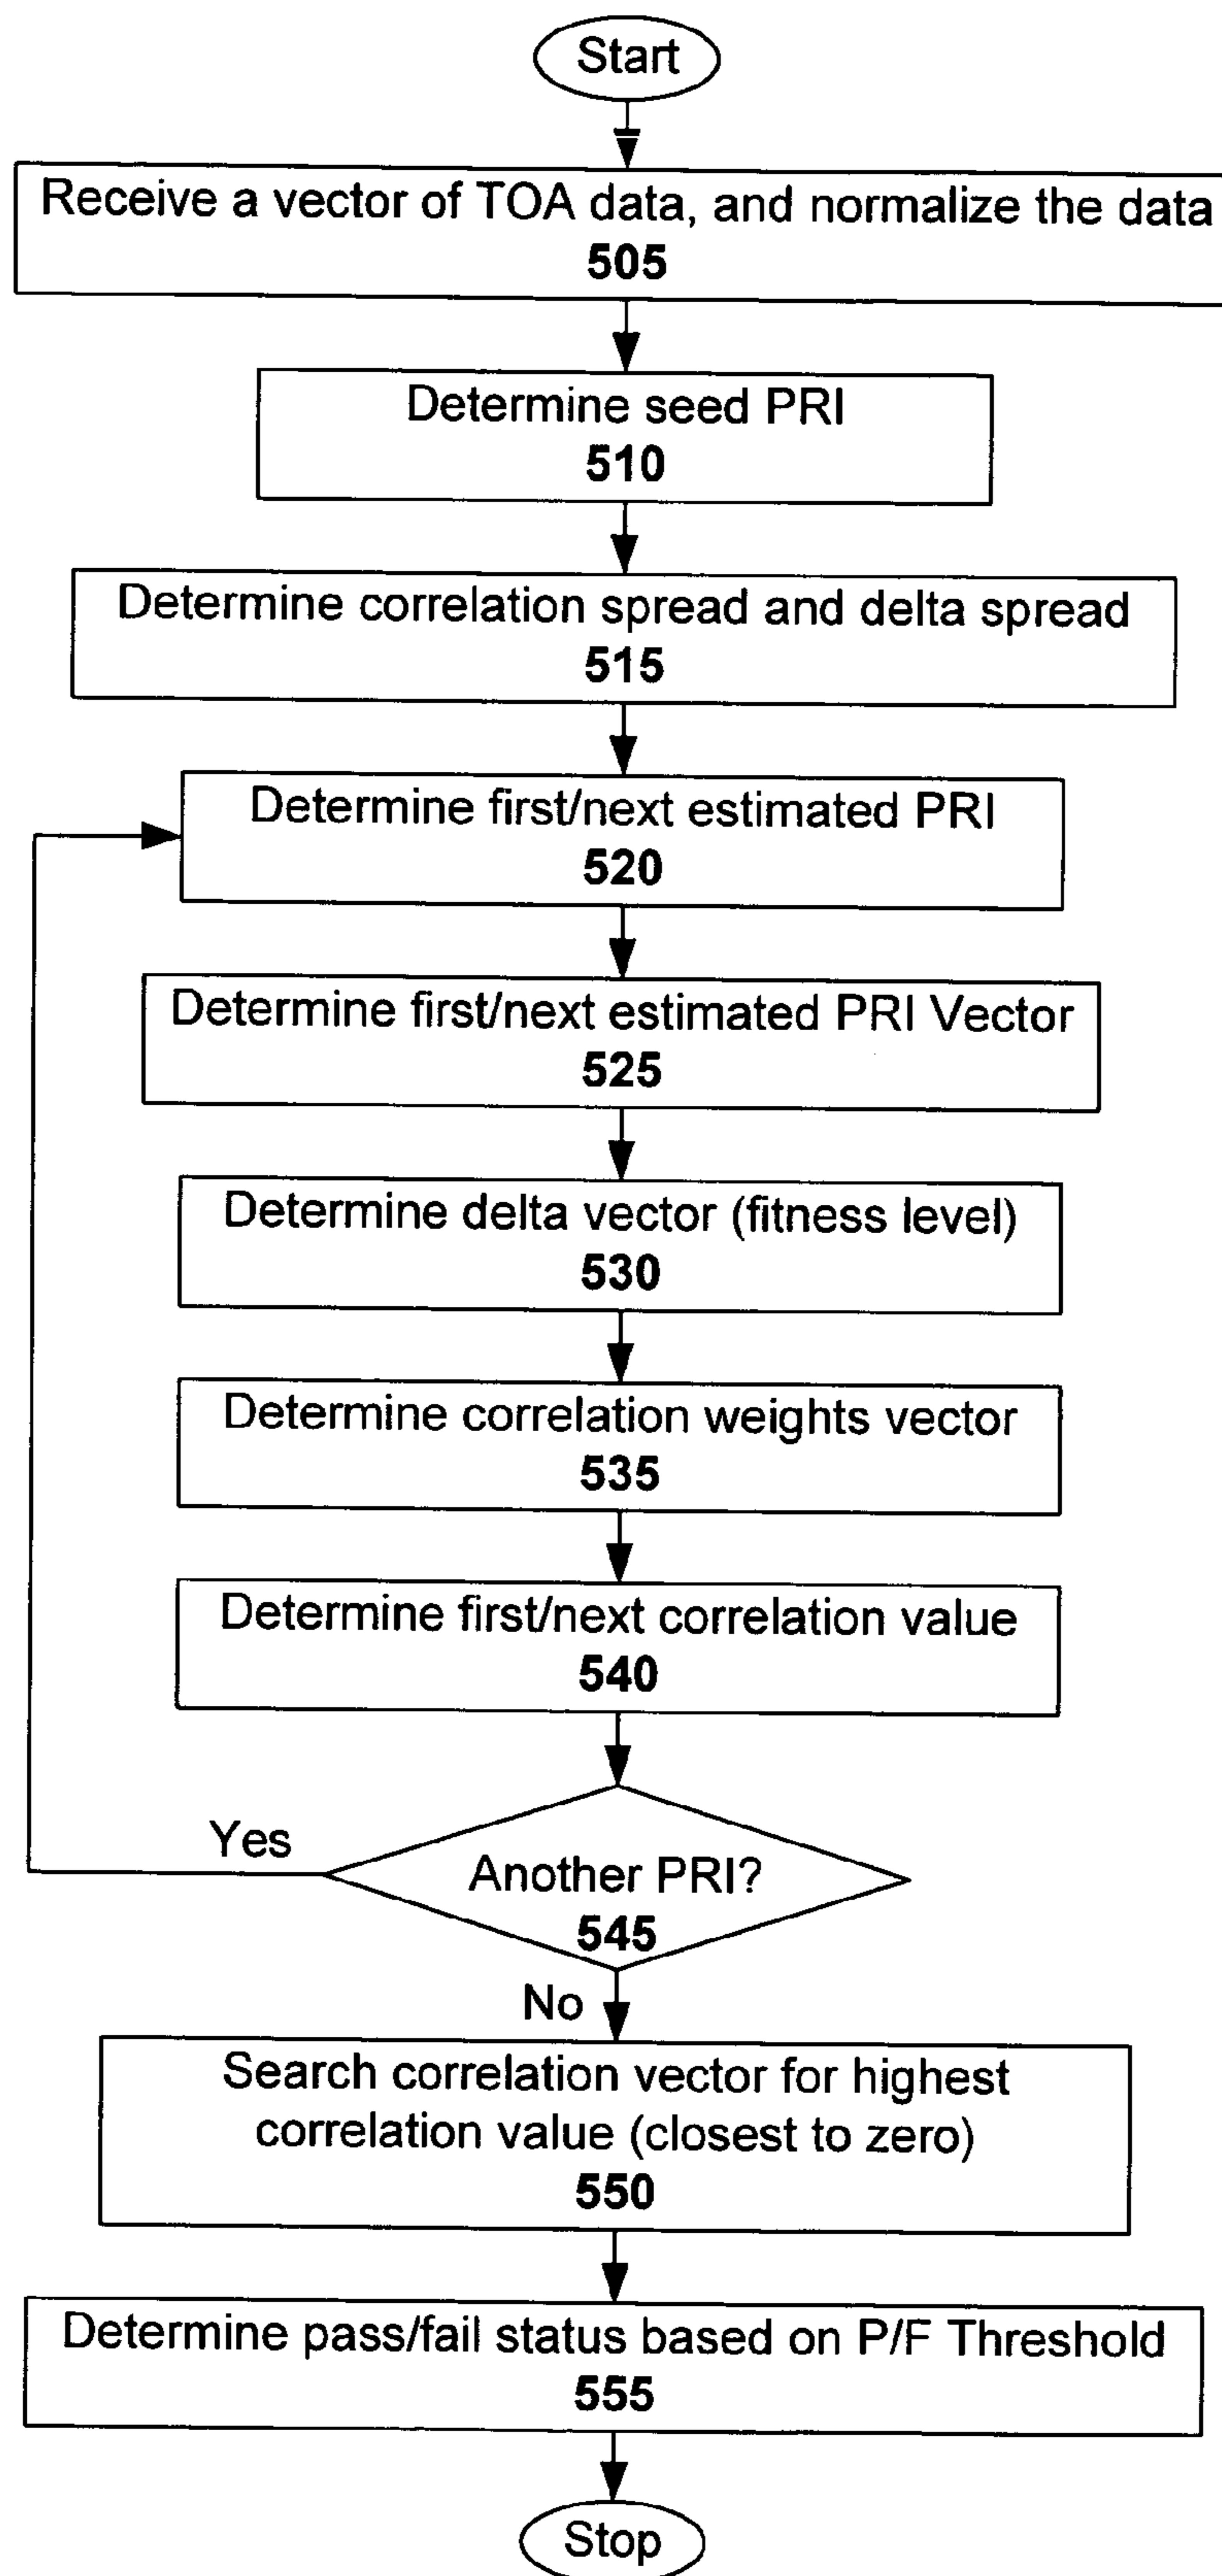 Start
Receive a vector of TOA data, and normalize the data
505
Determine seed PRI
510
Determine correlation spread and delta spread
515
Determine first/next estimated PRI
520
Determine first/next estimated PRI Vector
525
Determine delta vector (fitness level)
530
Determine correlation weights vector
535
Determine first/next correlation value
540
Yes
Another PRI?
545
No
Search correlation vector for highest
correlation value (closest to zero)
550
Determine pass/fail status based on P/F Threshold
555
Stop